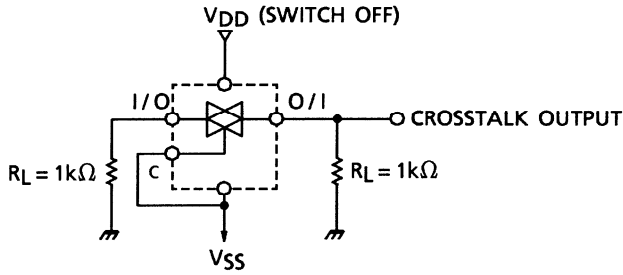 VDD (SWITCH OFF)
I/O
O/I
CROSSTALK OUTPUT
C
RL = 1kΩ
RL = 1kΩ
VSS